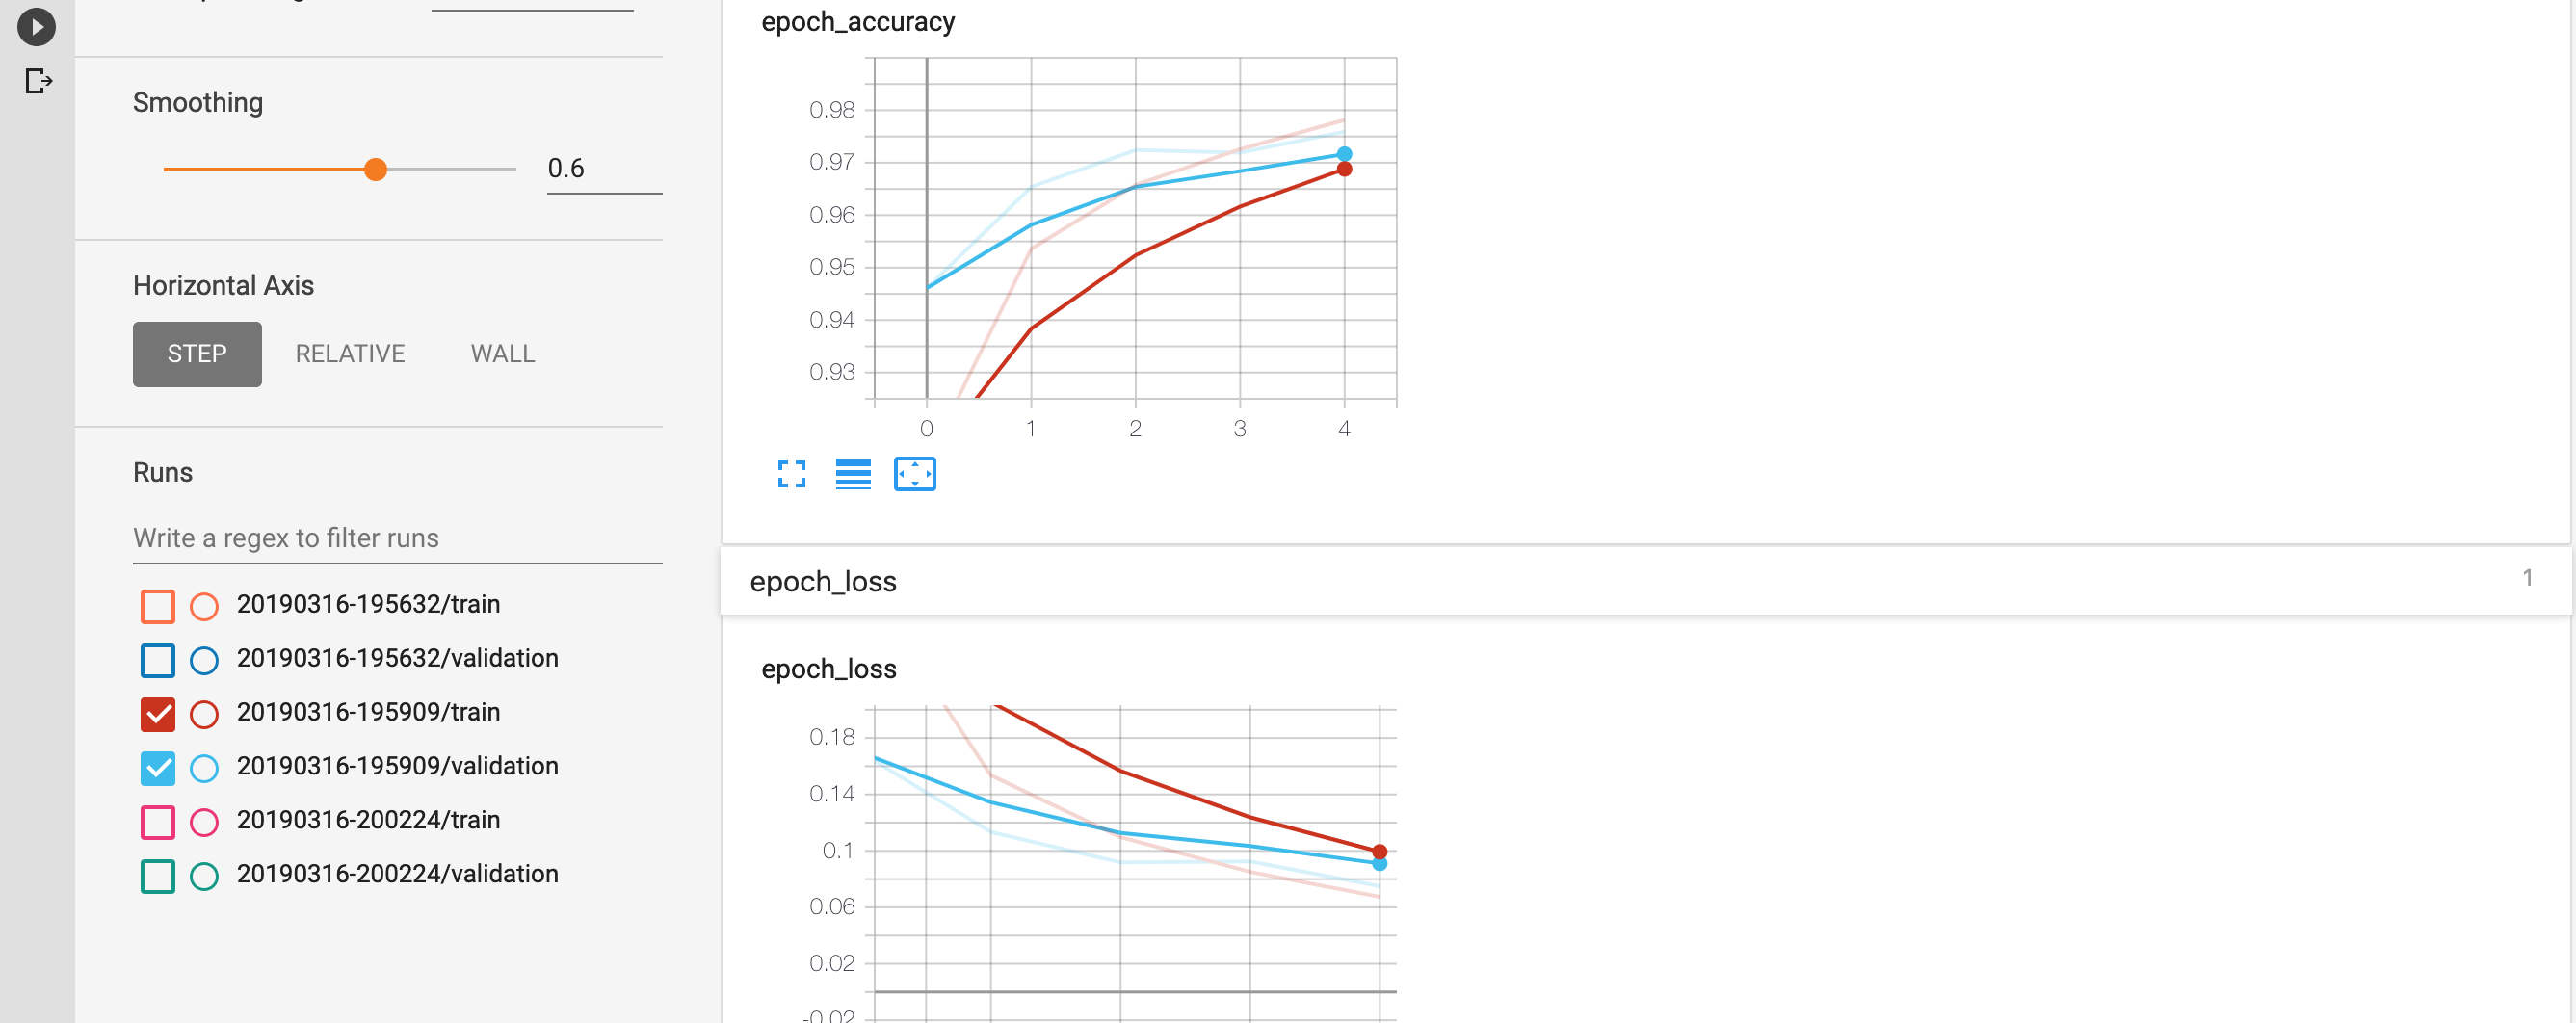 Smoothing
0.6
Horizontal Axis
STEP RELATIVE WALL
Runs
Write a regex to filter runs
20190316-195632/train
20190316-195632/validation
20190316-195909/train
20190316-195909/validation
20190316-200224/train
20190316-200224/validation
epoch_accuracy
0.98
0.97
0.96
0.95
0.94
0.93
0 1 2 3 4
epoch_loss 1
epoch_loss
0.18
0.14
0.1
0.06
0.02
-0.02